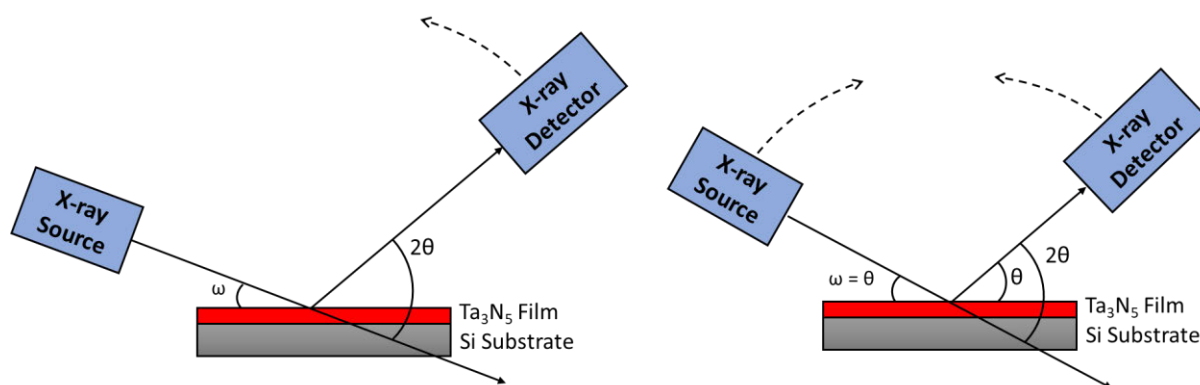 X-ray
Source
ω
X-ray
Detector
2θ
Ta₃N₅ Film
Si Substrate
X-ray
Source
ω = θ
X-ray
Detector
θ
2θ
Ta₃N₅ Film
Si Substrate